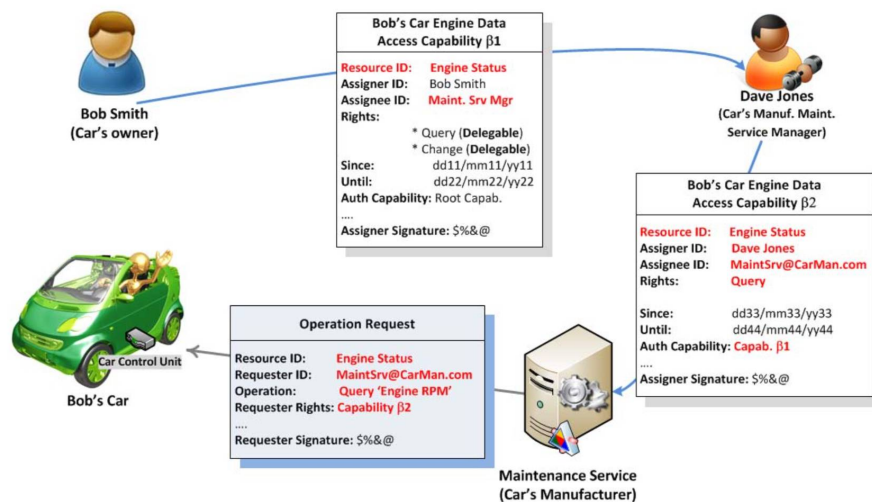 Bob Smith
(Car's owner)
Bob's Car Engine Data
Access Capability β1
Resource ID: Engine Status
Assigner ID: Bob Smith
Assignee ID: Maint. Srv Mgr
Rights:
* Query (Delegable)
* Change (Delegable)
Since: dd11/mm11/yy11
Until: dd22/mm22/yy22
Auth Capability: Root Capab.
....
Assigner Signature: $%&@
Dave Jones
(Car's Manuf. Maint.
Service Manager)
Bob's Car Engine Data
Access Capability β2
Resource ID: Engine Status
Assigner ID: Dave Jones
Assignee ID: MaintSrv@CarMan.com
Rights: Query
Since: dd33/mm33/yy33
Until: dd44/mm44/yy44
Auth Capability: Capab. β1
....
Assigner Signature: $%&@
Maintenance Service
(Car's Manufacturer)
Operation Request
Resource ID: Engine Status
Requester ID: MaintSrv@CarMan.com
Operation: Query 'Engine RPM'
Requester Rights: Capability β2
....
Requester Signature: $%&@
Car Control Unit
Bob's Car